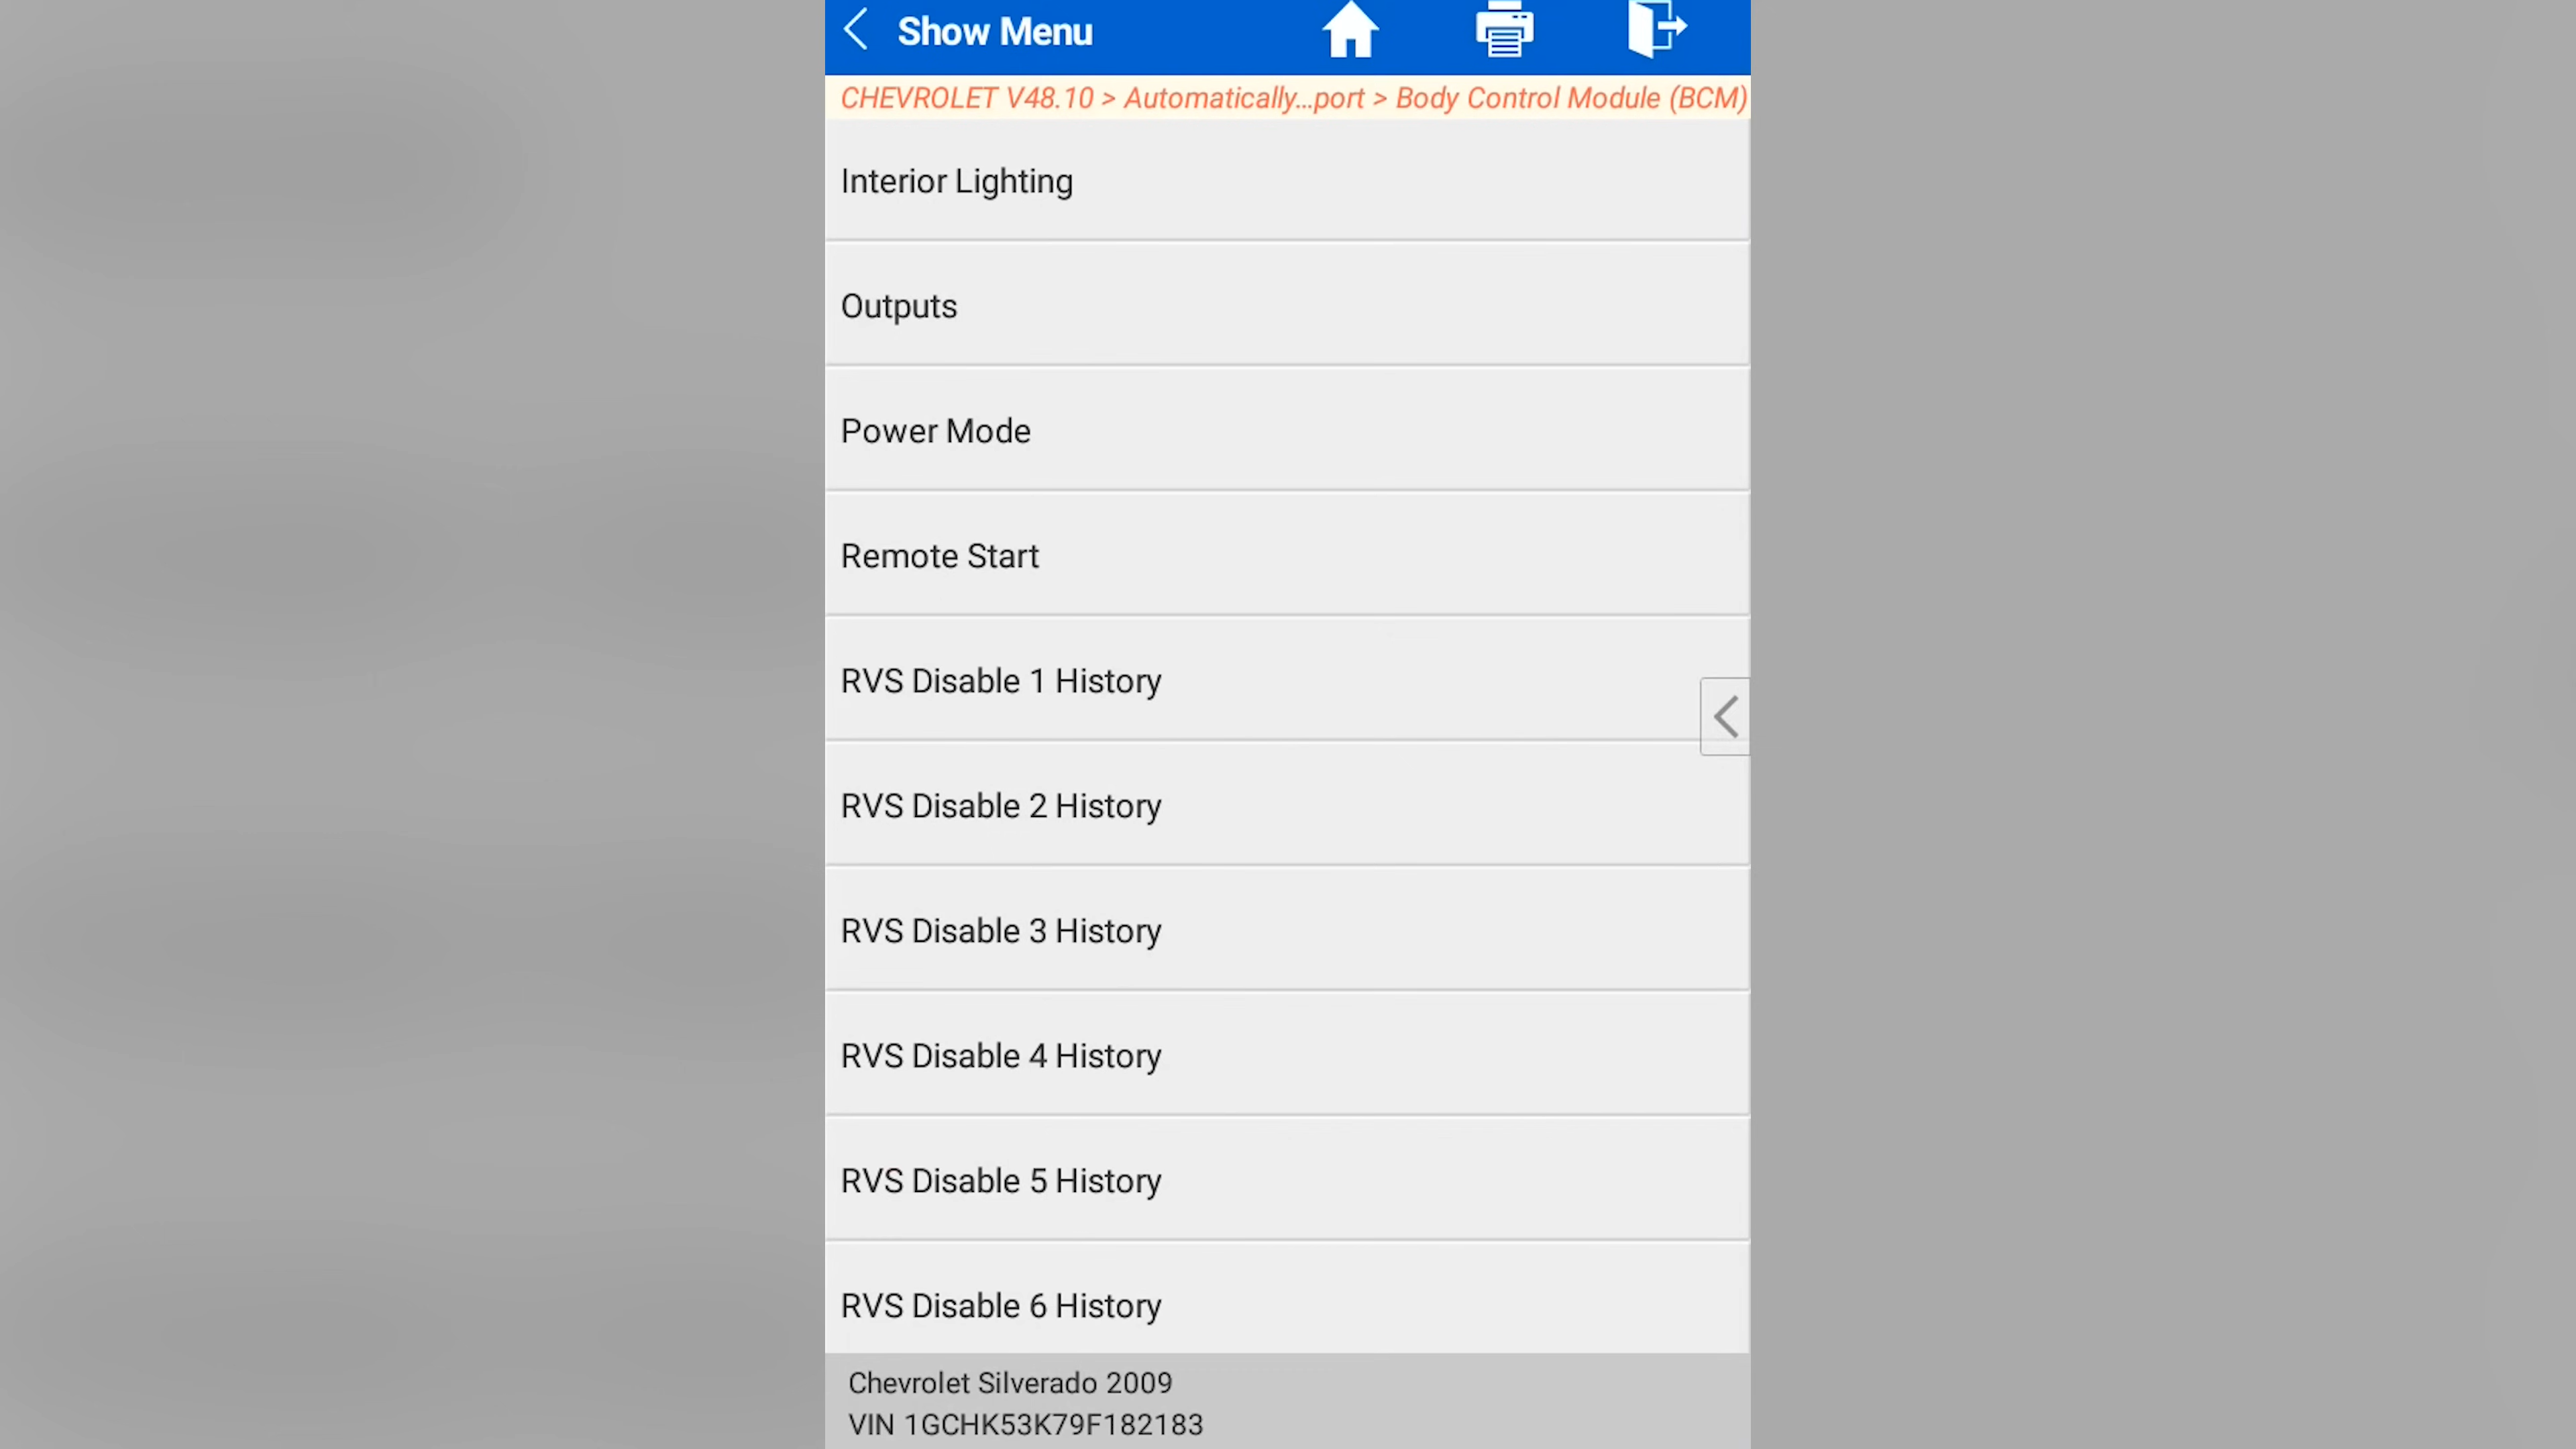 Show Menu
CHEVROLET V48.10 > Automatically...port > Body Control Module (BCM)
Interior Lighting
Outputs
Power Mode
Remote Start
RVS Disable 1 History
RVS Disable 2 History
RVS Disable 3 History
RVS Disable 4 History
RVS Disable 5 History
RVS Disable 6 History
Chevrolet Silverado 2009
VIN 1GCHK53K79F182183